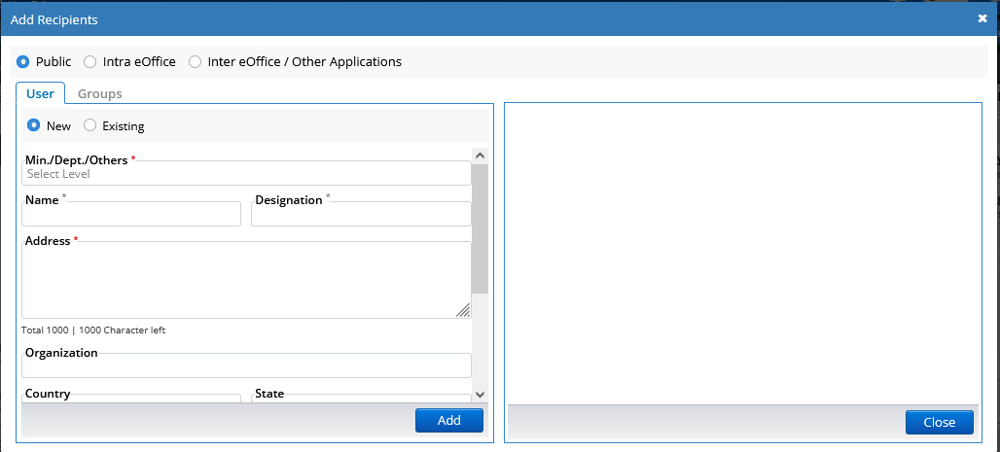 Add Recipients
Public Intra eOffice Inter eOffice / Other Applications
User Groups
New Existing
Min./Dept./Others *
Select Level
Name * Designation *
Address *
Total 1000 | 1000 Character left
Organization
Country State
Add
Close